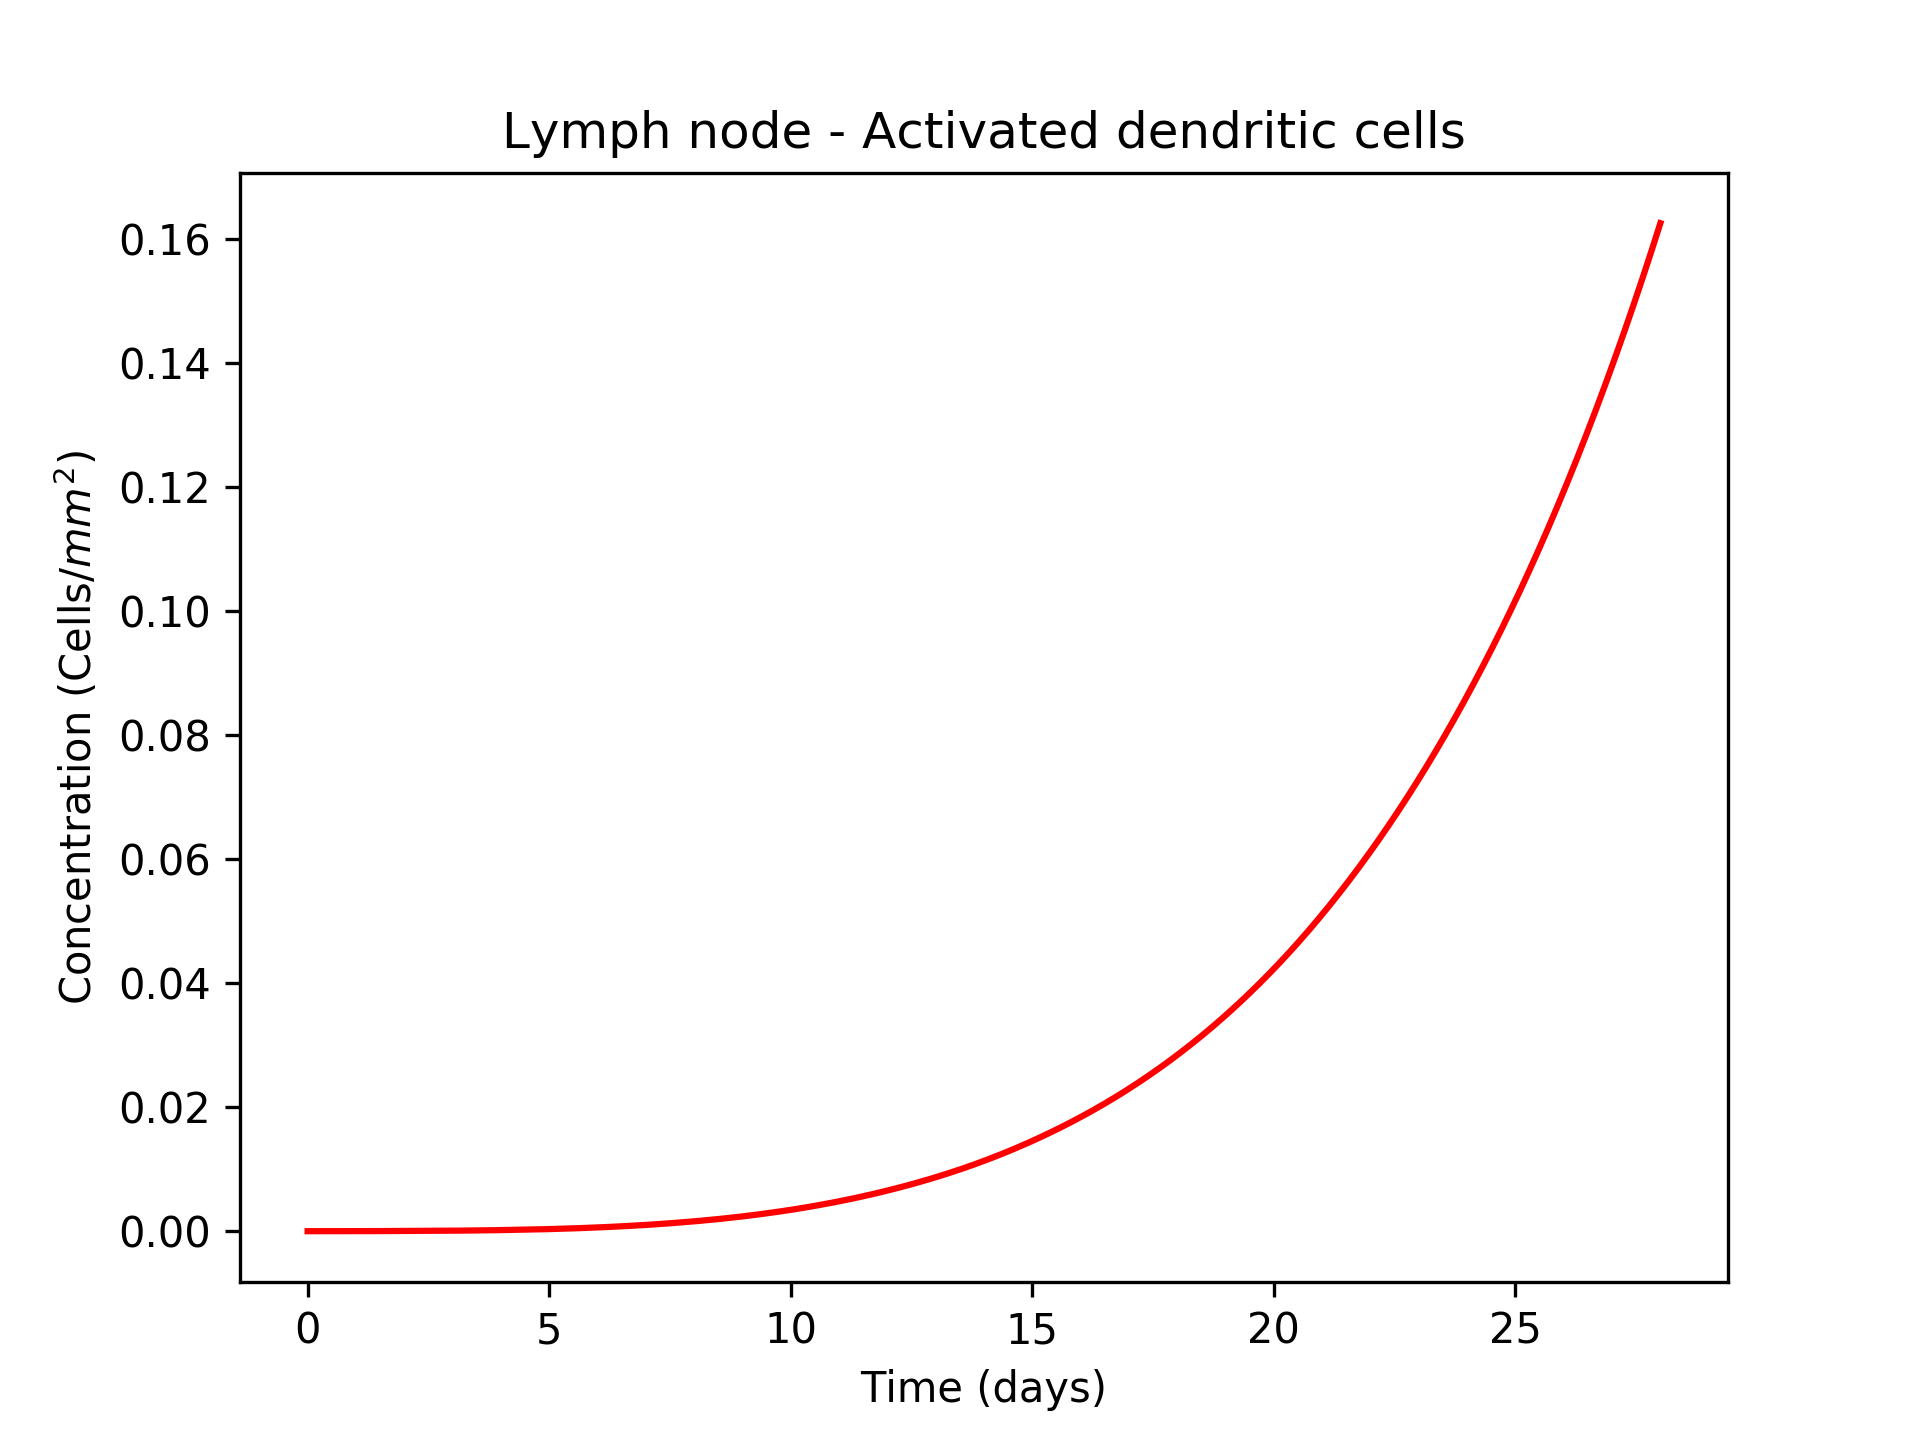 Lymph node - Activated dendritic cells
Concentration (Cells/mm²)
0.16
0.14
0.12
0.10
0.08
0.06
0.04
0.02
0.00
0 5 10 15 20 25
Time (days)